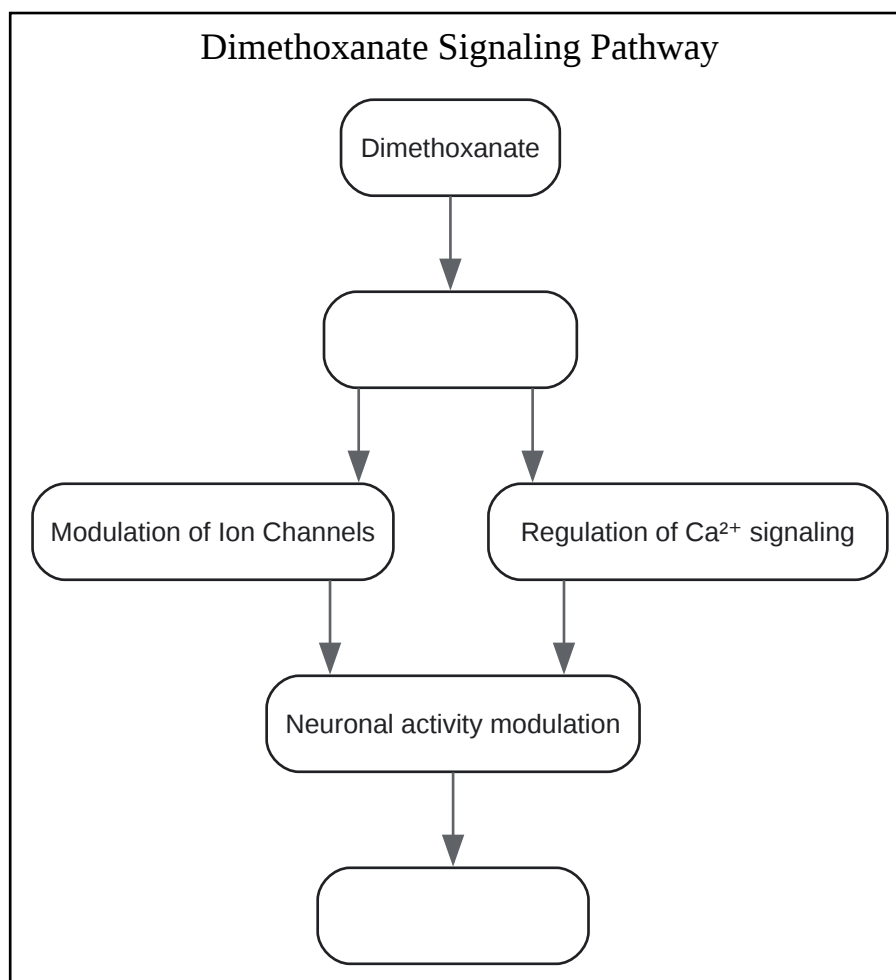 Dimethoxanate Signaling Pathway
Dimethoxanate
Modulation of Ion Channels
Regulation of Ca²⁺ signaling
Neuronal activity modulation